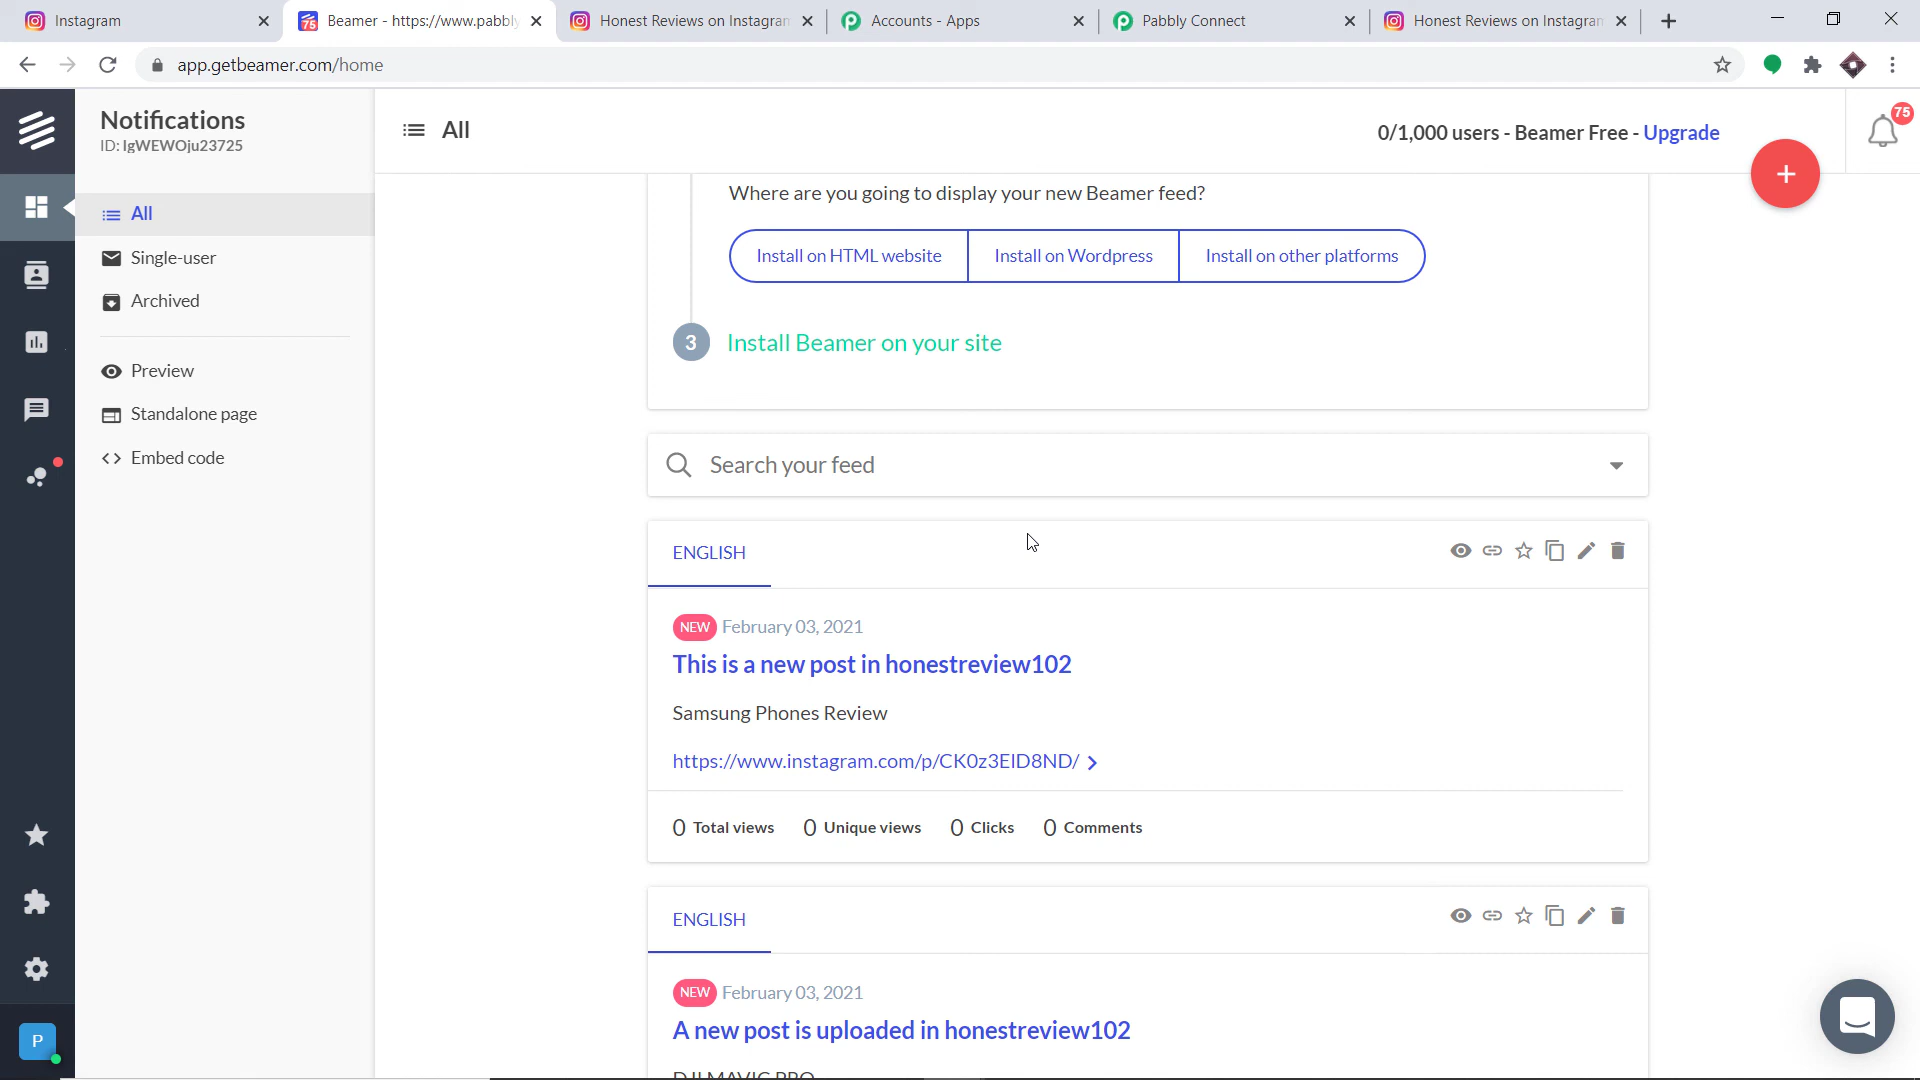 Instagram
Beamer - https://www.pabbly
Honest Reviews on Instagram
Accounts - Apps
Pabbly Connect
Honest Reviews on Instagram
app.getbeamer.com/home
Notifications
ID: IgWEWOju23725
All
Single-user
Archived
Preview
Standalone page
Embed code
P
All
0/1,000 users - Beamer Free - Upgrade
75
+
Where are you going to display your new Beamer feed?
Install on HTML website
Install on Wordpress
Install on other platforms
3 Install Beamer on your site
Search your feed
ENGLISH
NEW February 03, 2021
This is a new post in honestreview102
Samsung Phones Review
https://www.instagram.com/p/CK0z3EID8ND/
0 Total views 0 Unique views 0 Clicks 0 Comments
ENGLISH
NEW February 03, 2021
A new post is uploaded in honestreview102
DJI MAVIC PRO